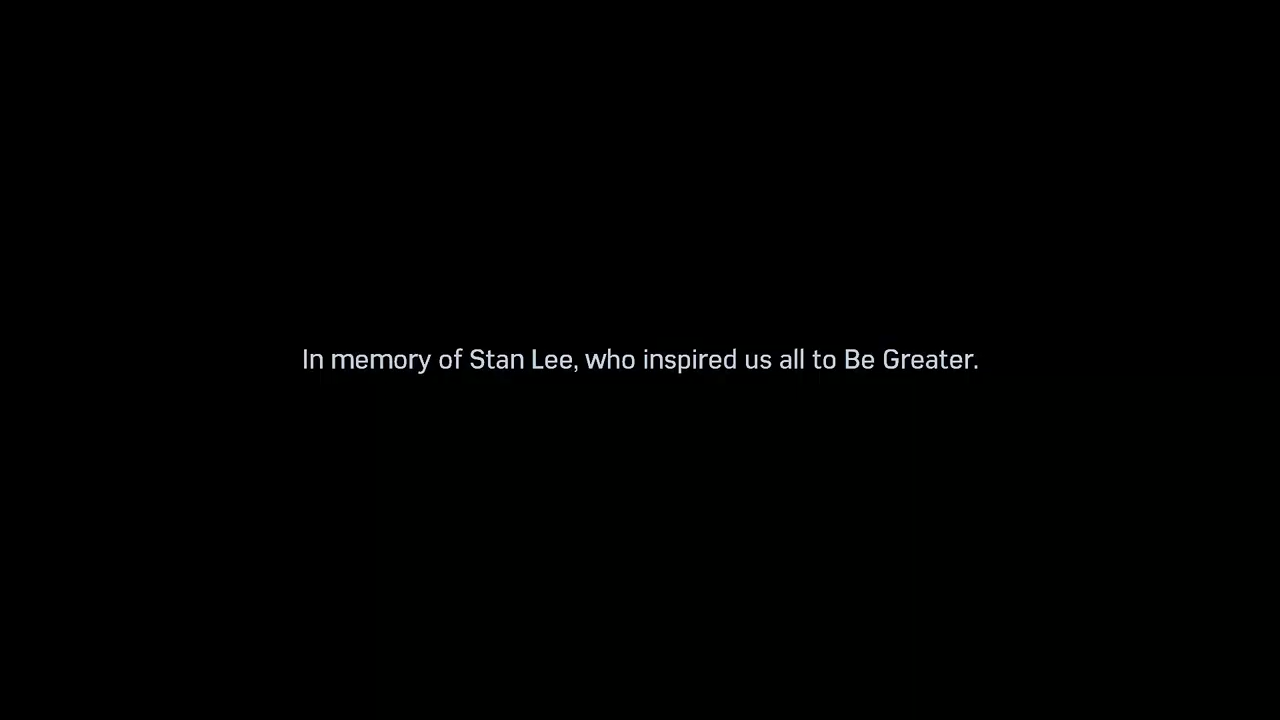 In memory of Stan Lee, who inspired us all to Be Greater.